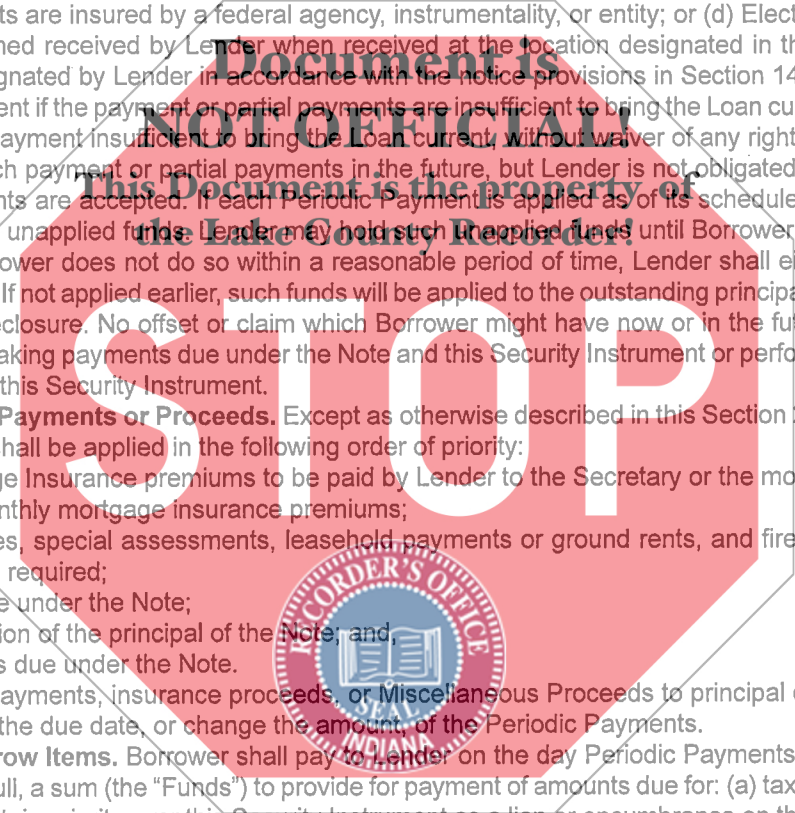 ts are insured by a federal agency, instrumentality, or entity; or (d) Elect
ned received by Lender when received at the location designated in th
gnated by Lender in accordance with the notice provisions in Section 14
ent if the payment or partial payments are insufficient to bring the Loan cu
ayment insufficient to bring the Loan current, without waiver of any right
ch payment or partial payments in the future, but Lender is not obligated
nts are accepted. If each Periodic Payment is applied as of its schedule
unapplied funds. Lender may hold such unapplied funds until Borrower
ower does not do so within a reasonable period of time, Lender shall ei
If not applied earlier, such funds will be applied to the outstanding principa
eclosure. No offset or claim which Borrower might have now or in the fut
aking payments due under the Note and this Security Instrument or perfo
this Security Instrument.
Payments or Proceeds. Except as otherwise described in this Section 2
hall be applied in the following order of priority:
ge Insurance premiums to be paid by Lender to the Secretary or the mo
nthly mortgage insurance premiums;
es, special assessments, leasehold payments or ground rents, and fire
required;
e under the Note;
ion of the principal of the Note; and,
s due under the Note.
ayments, insurance proceeds, or Miscellaneous Proceeds to principal
the due date, or change the amount, of the Periodic Payments.
row Items. Borrower shall pay to Lender on the day Periodic Payments
ull, a sum (the "Funds") to provide for payment of amounts due for: (a) tax
Document is
NOT OFFICIAL!
This Document is the property of
the Lake County Recorder!
STOP
RECORDER'S OFFICE
SEAL
INDIANA